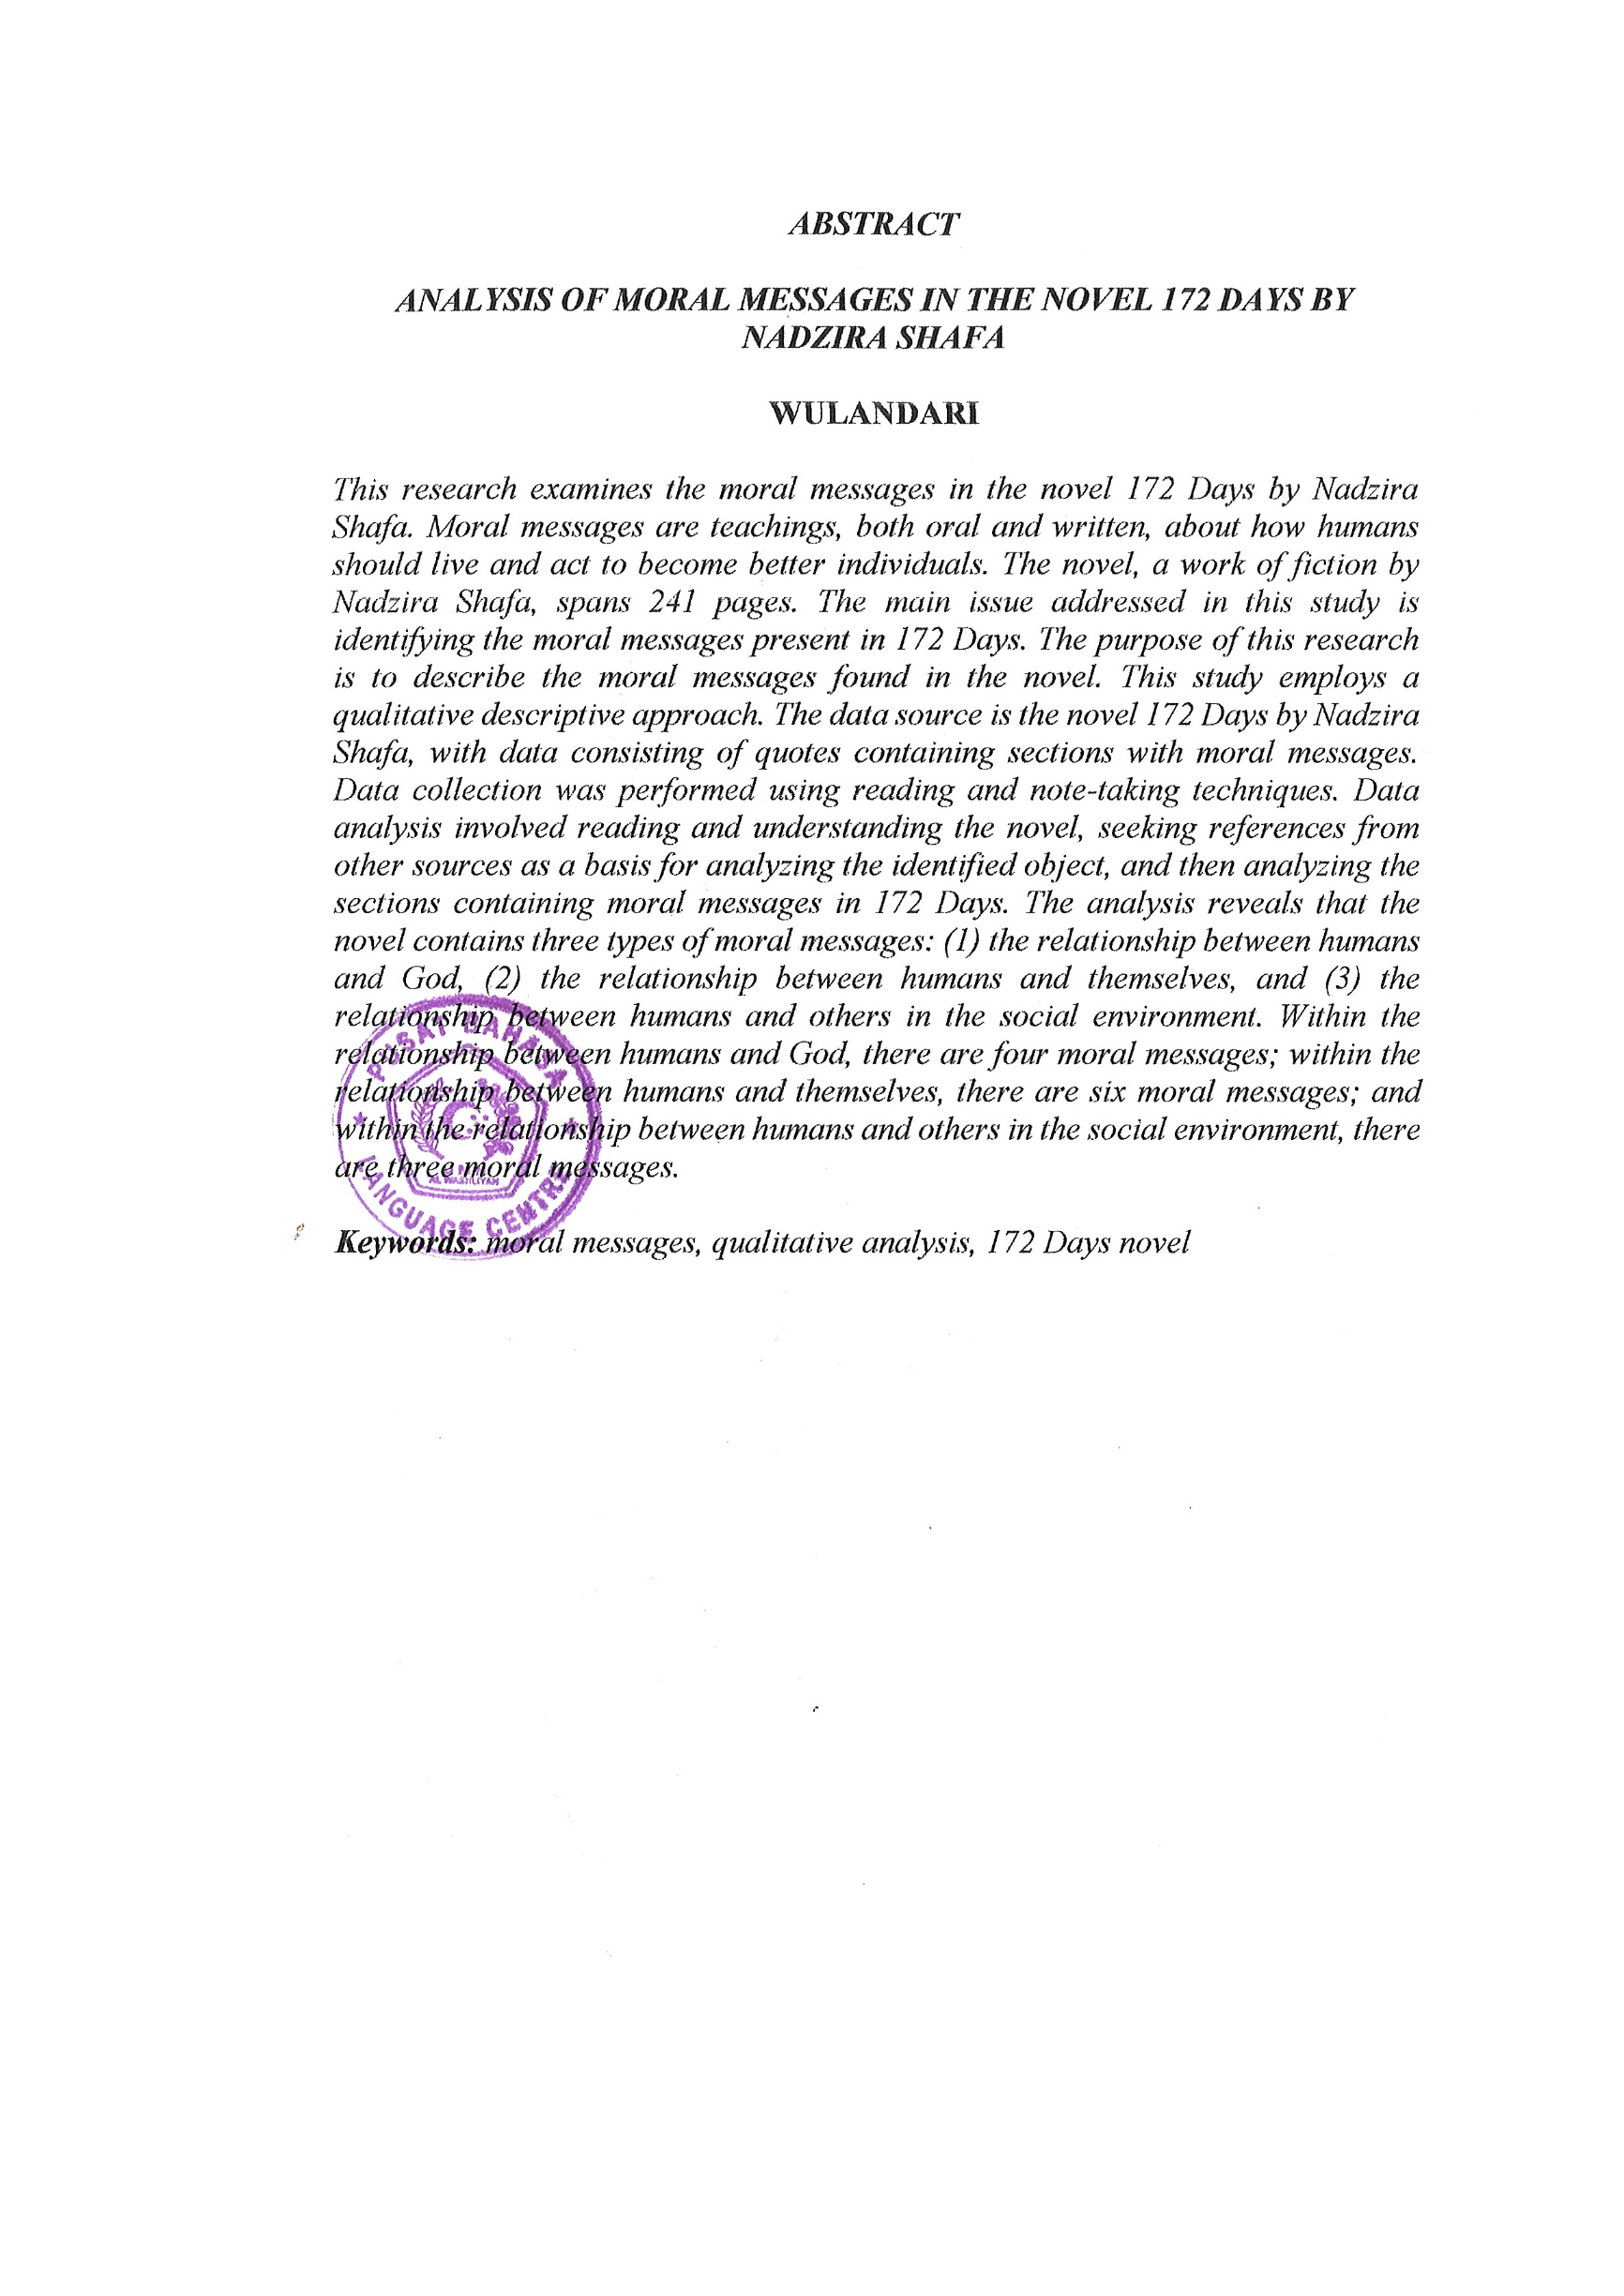 ABSTRACT
ANALYSIS OF MORAL MESSAGES IN THE NOVEL 172 DAYS BY
NADZIRA SHAFA
WULANDARI
This research examines the moral messages in the novel 172 Days by Nadzira
Shafa. Moral messages are teachings, both oral and written, about how humans
should live and act to become better individuals. The novel, a work of fiction by
Nadzira Shafa, spans 241 pages. The main issue addressed in this study is
identifying the moral messages present in 172 Days. The purpose of this research
is to describe the moral messages found in the novel. This study employs a
qualitative descriptive approach. The data source is the novel 172 Days by Nadzira
Shafa, with data consisting of quotes containing sections with moral messages.
Data collection was performed using reading and note-taking techniques. Data
analysis involved reading and understanding the novel, seeking references from
other sources as a basis for analyzing the identified object, and then analyzing the
sections containing moral messages in 172 Days. The analysis reveals that the
novel contains three types of moral messages: (1) the relationship between humans
and God, (2) the relationship between humans and themselves, and (3) the
relationship between humans and others in the social environment. Within the
relationship between humans and God, there are four moral messages; within the
relationship between humans and themselves, there are six moral messages; and
within the relationship between humans and others in the social environment, there
are three moral messages.
PUSAT BAHASA
AL WASHLIYAH
LANGUAGE CENTRE
Keywords: moral messages, qualitative analysis, 172 Days novel